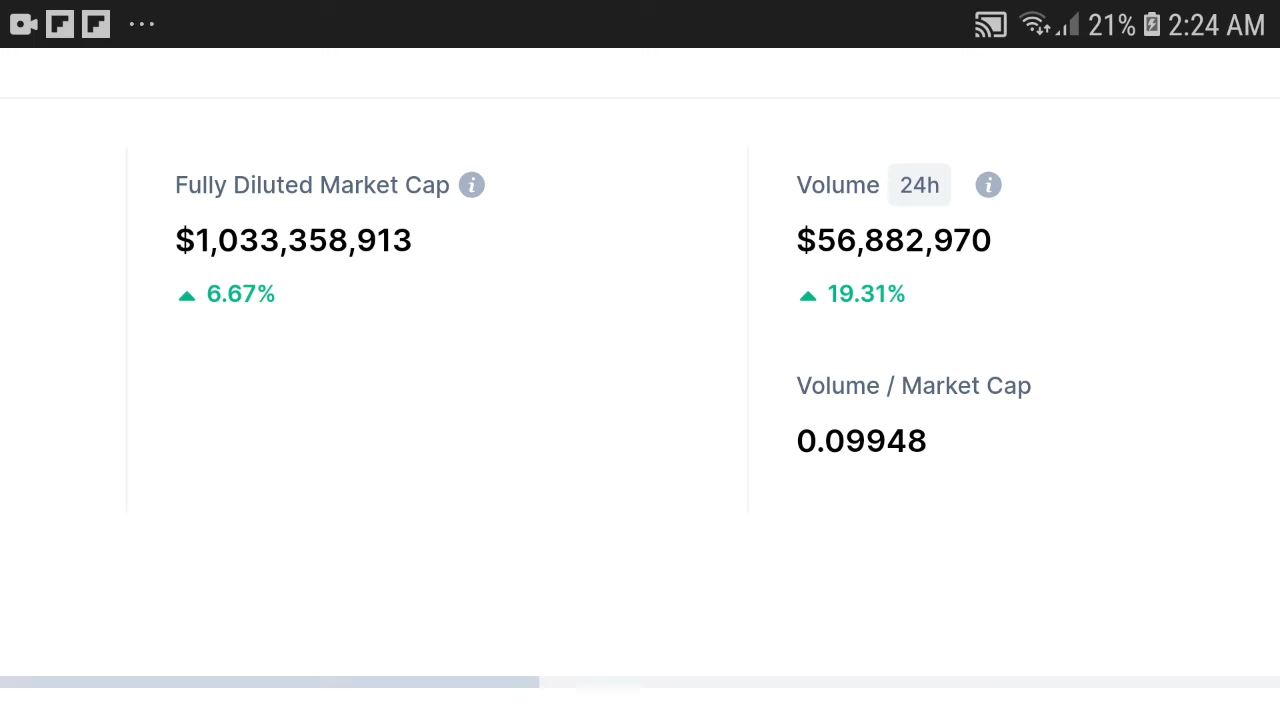 21% 2:24 AM
Fully Diluted Market Cap
$1,033,358,913
6.67%
Volume 24h
$56,882,970
19.31%
Volume / Market Cap
0.09948